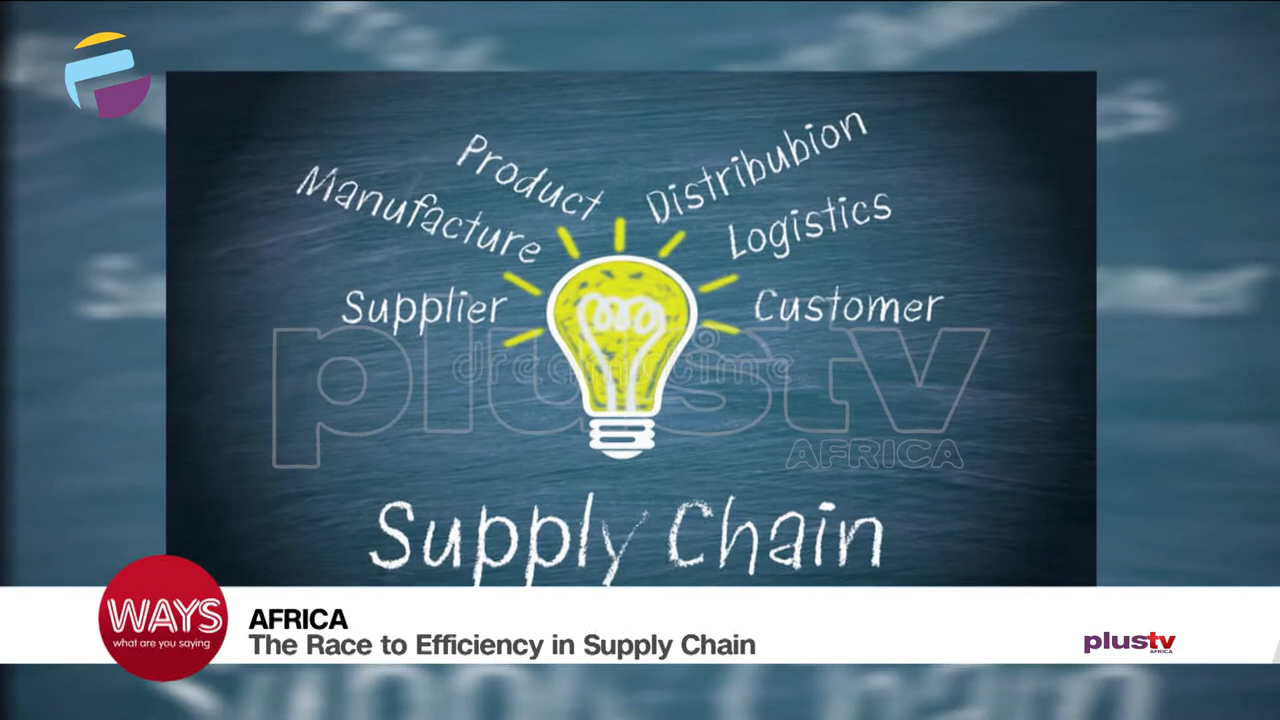 Product
Distribubion
Manufacture
Logistics
Supplier
Customer
plustv
AFRICA
dreamstime
Supply Chain
WAYS
what are you saying
AFRICA
The Race to Efficiency in Supply Chain
plustv
AFRICA